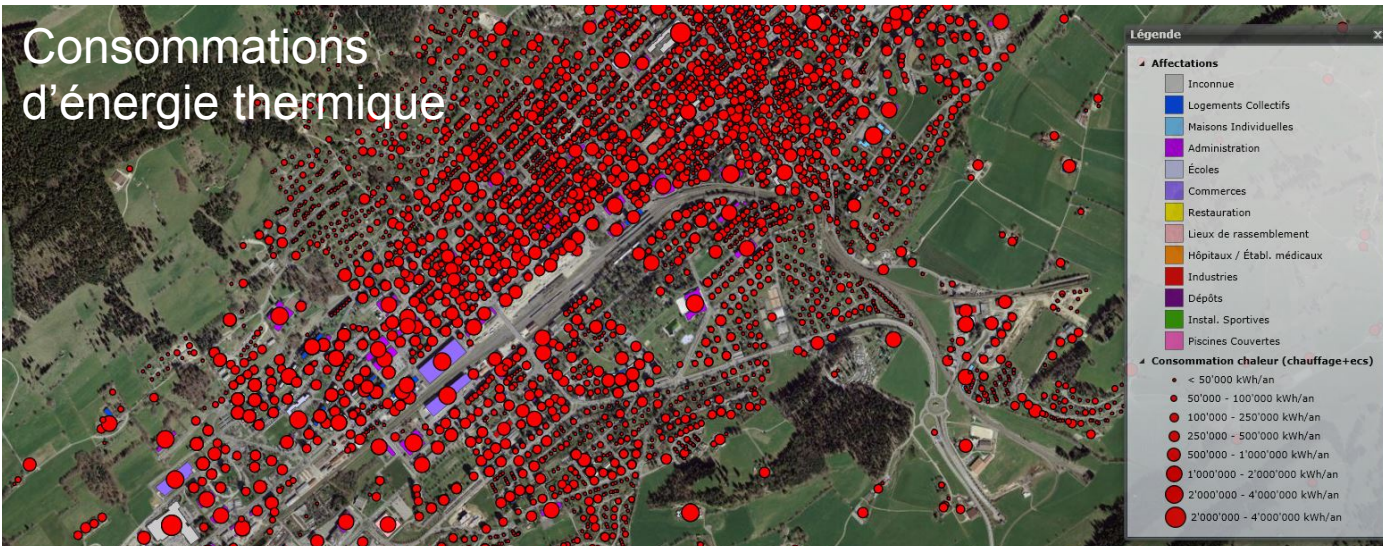 Consommations
d'énergie thermique
Légende x
Affectations
Inconnue
Logements Collectifs
Maisons Individuelles
Administration
Écoles
Commerces
Restauration
Lieux de rassemblement
Hôpitaux / Établ. médicaux
Industries
Dépôts
Instal. Sportives
Piscines Couvertes
Consommation chaleur (chauffage+ecs)
< 50'000 kWh/an
50'000 - 100'000 kWh/an
100'000 - 250'000 kWh/an
250'000 - 500'000 kWh/an
500'000 - 1'000'000 kWh/an
1'000'000 - 2'000'000 kWh/an
2'000'000 - 4'000'000 kWh/an
2'000'000 - 4'000'000 kWh/an